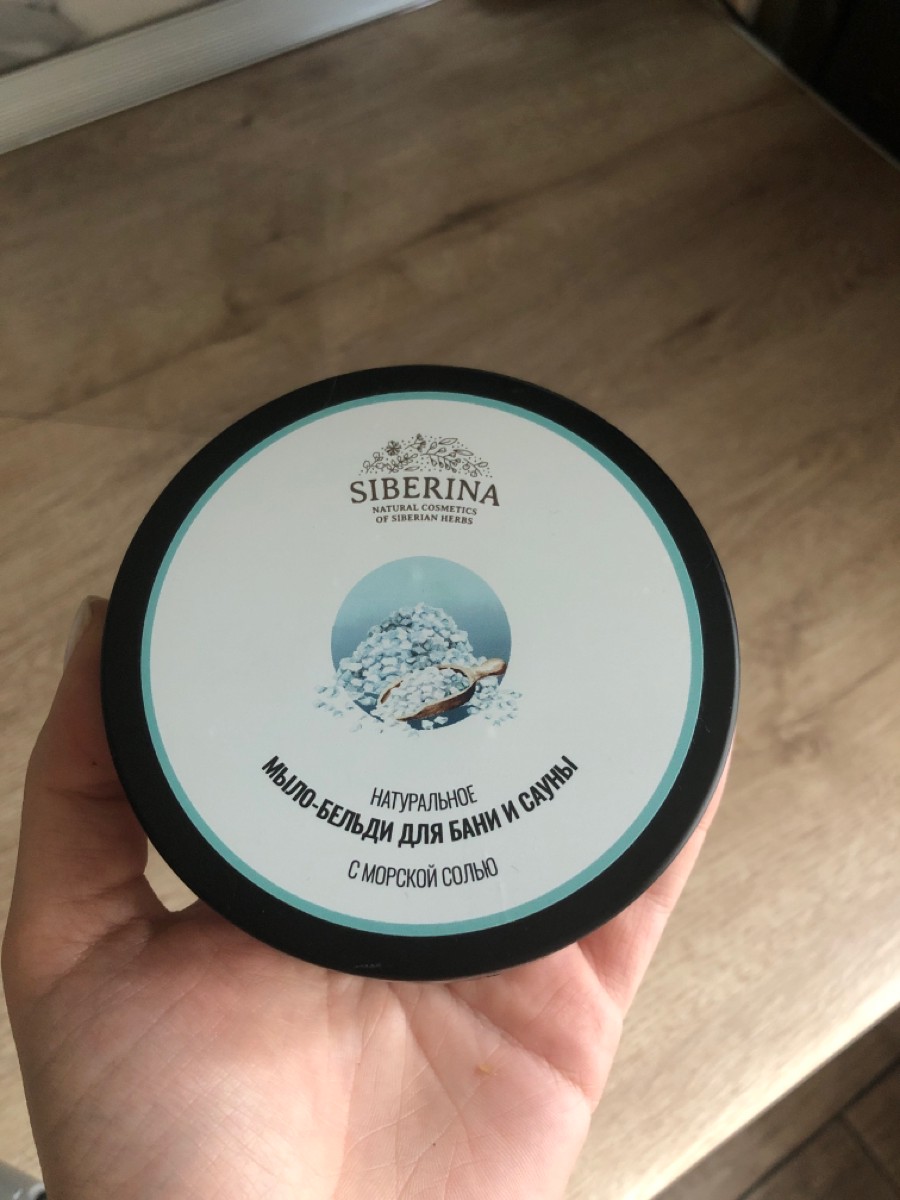 SIBERINA
NATURAL COSMETICS
OF SIBERIAN HERBS
НАТУРАЛЬНОЕ
МЫЛО-БЕЛЬДИ ДЛЯ БАНИ И САУНЫ
С МОРСКОЙ СОЛЬЮ